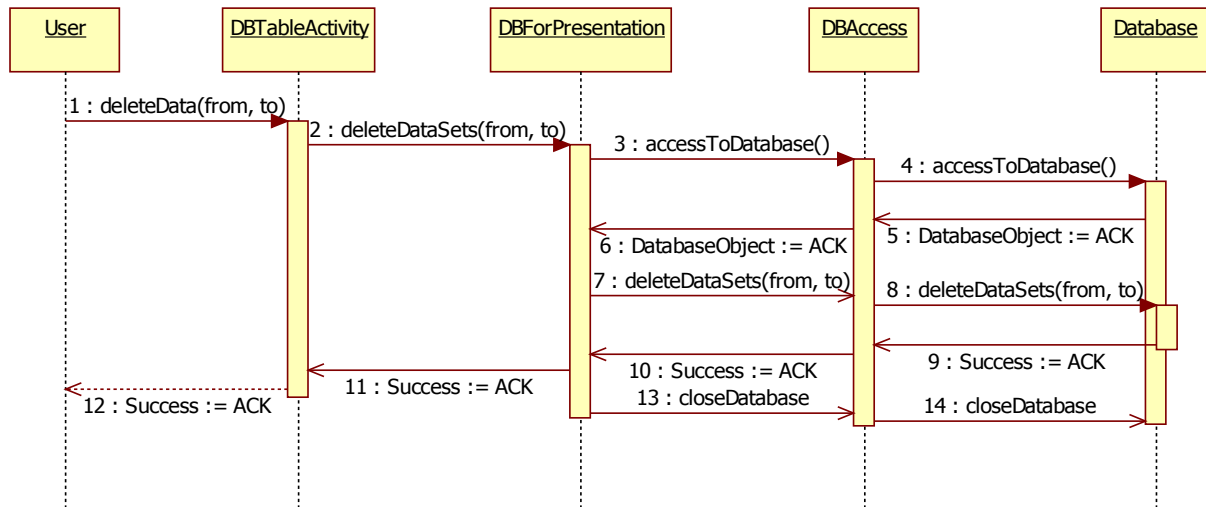 User
DBTableActivity
DBForPresentation
DBAccess
Database
1 : deleteData(from, to)
2 : deleteDataSets(from, to)
3 : accessToDatabase()
4 : accessToDatabase()
5 : DatabaseObject := ACK
6 : DatabaseObject := ACK
7 : deleteDataSets(from, to)
8 : deleteDataSets(from, to)
9 : Success := ACK
10 : Success := ACK
11 : Success := ACK
12 : Success := ACK
13 : closeDatabase
14 : closeDatabase